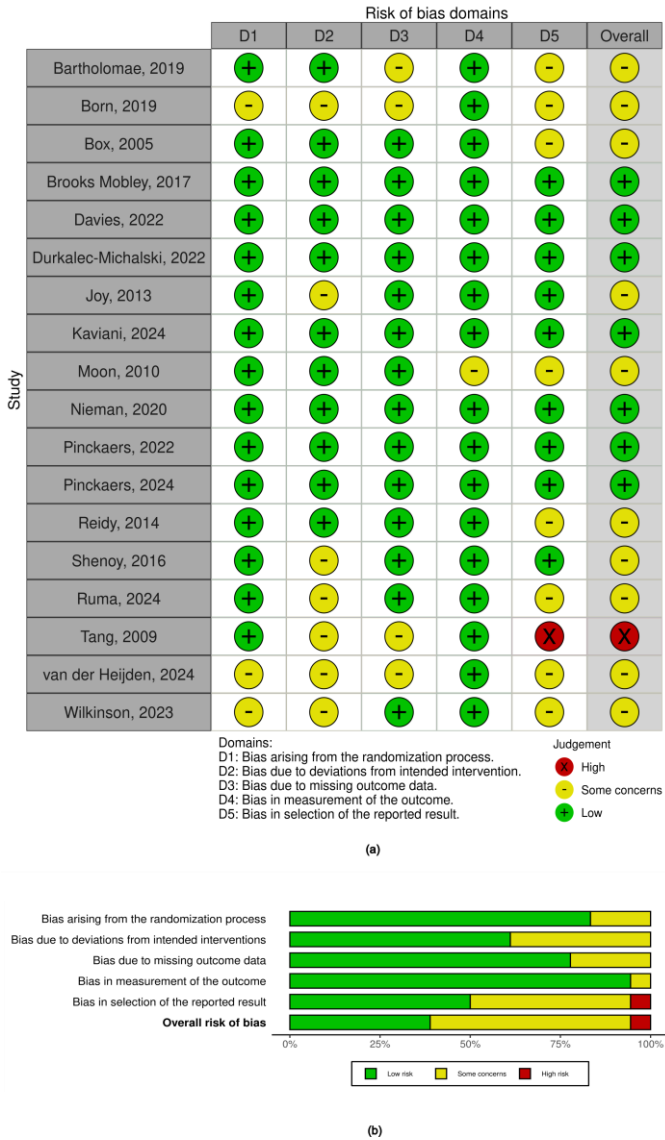 Risk of bias domains
D1 D2 D3 D4 D5 Overall
Study
Bartholomae, 2019 + + - + - -
Born, 2019 - - - + - -
Box, 2005 + + + + - -
Brooks Mobley, 2017 + + + + + +
Davies, 2022 + + + + + +
Durkalec-Michalski, 2022 + + + + + +
Joy, 2013 + - + + + -
Kaviani, 2024 + + + + + +
Moon, 2010 + + + - - -
Nieman, 2020 + + + + + +
Pinckaers, 2022 + + + + + +
Pinckaers, 2024 + + + + + +
Reidy, 2014 + + + + - -
Shenoy, 2016 + - + + + -
Ruma, 2024 + - + + - -
Tang, 2009 + - - + X X
van der Heijden, 2024 - - - + - -
Wilkinson, 2023 - - + + - -
Domains:
D1: Bias arising from the randomization process.
D2: Bias due to deviations from intended intervention.
D3: Bias due to missing outcome data.
D4: Bias in measurement of the outcome.
D5: Bias in selection of the reported result.
Judgement
X High
- Some concerns
+ Low
(a)
Bias arising from the randomization process
Bias due to deviations from intended interventions
Bias due to missing outcome data
Bias in measurement of the outcome
Bias in selection of the reported result
Overall risk of bias
0% 25% 50% 75% 100%
Low risk Some concerns High risk
(b)